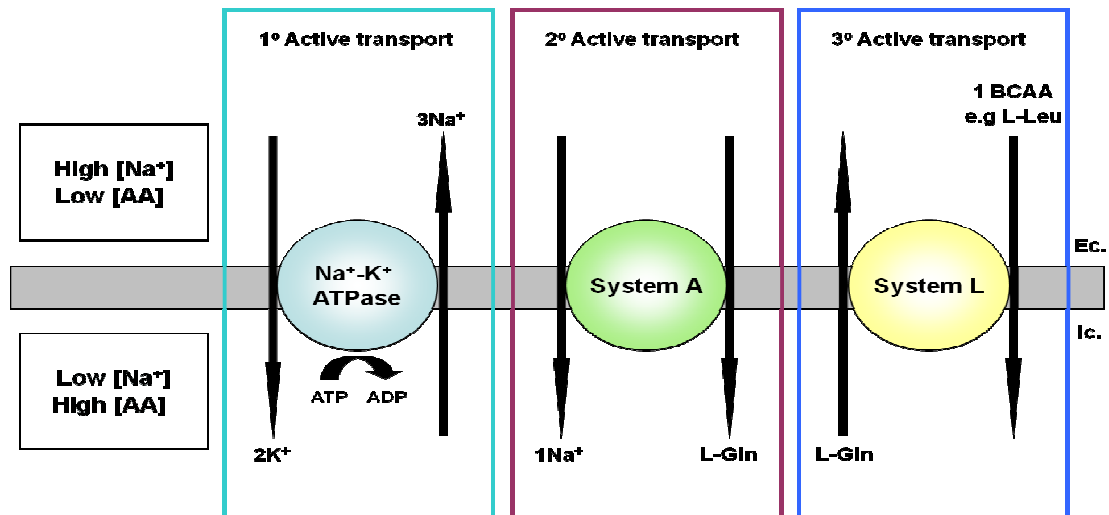 1º Active transport
2º Active transport
3º Active transport
1 BCAA
e.g L-Leu
3Na⁺
High [Na⁺]
Low [AA]
Ec.
Na⁺-K⁺
ATPase
System A
System L
Ic.
Low [Na⁺]
High [AA]
ATP ADP
2K⁺
1Na⁺
L-Gln
L-Gln